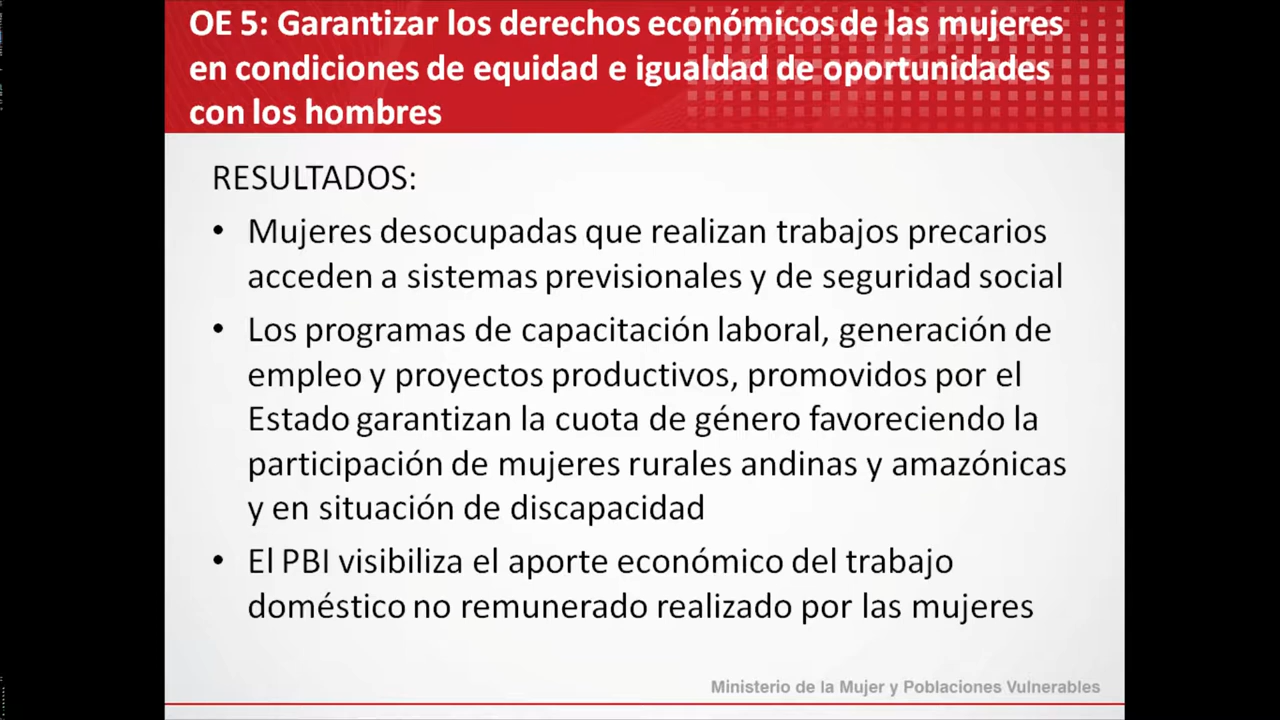 OE 5: Garantizar los derechos económicos de las mujeres
en condiciones de equidad e igualdad de oportunidades
con los hombres
RESULTADOS:
• Mujeres desocupadas que realizan trabajos precarios
acceden a sistemas previsionales y de seguridad social
• Los programas de capacitación laboral, generación de
empleo y proyectos productivos, promovidos por el
Estado garantizan la cuota de género favoreciendo la
participación de mujeres rurales andinas y amazónicas
y en situación de discapacidad
• El PBI visibiliza el aporte económico del trabajo
doméstico no remunerado realizado por las mujeres
Ministerio de la Mujer y Poblaciones Vulnerables